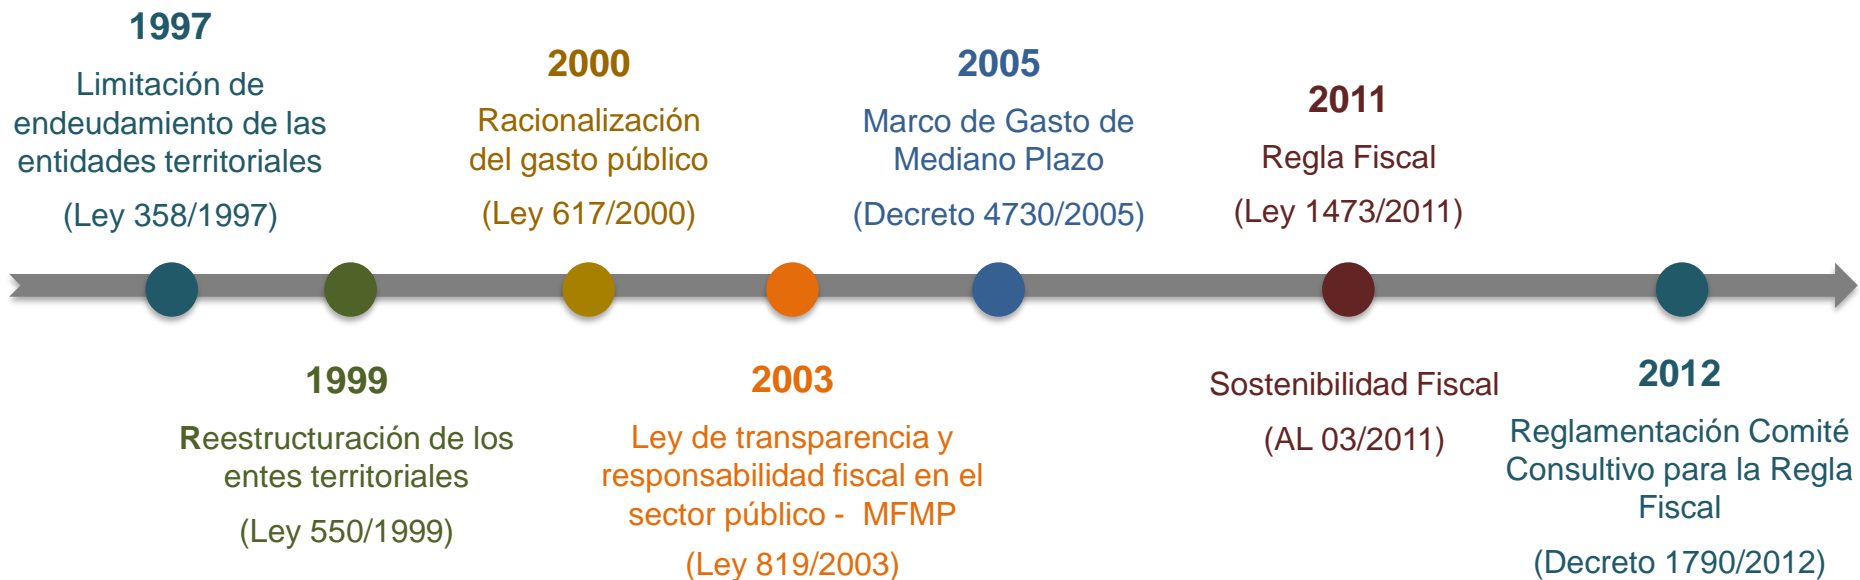 1997
Limitación de
endeudamiento de las
entidades territoriales
(Ley 358/1997)
1999
Reestructuración de los
entes territoriales
(Ley 550/1999)
2000
Racionalización
del gasto público
(Ley 617/2000)
2003
Ley de transparencia y
responsabilidad fiscal en el
sector público - MFMP
(Ley 819/2003)
2005
Marco de Gasto de
Mediano Plazo
(Decreto 4730/2005)
2011
Regla Fiscal
(Ley 1473/2011)
Sostenibilidad Fiscal
(AL 03/2011)
2012
Reglamentación Comité
Consultivo para la Regla
Fiscal
(Decreto 1790/2012)